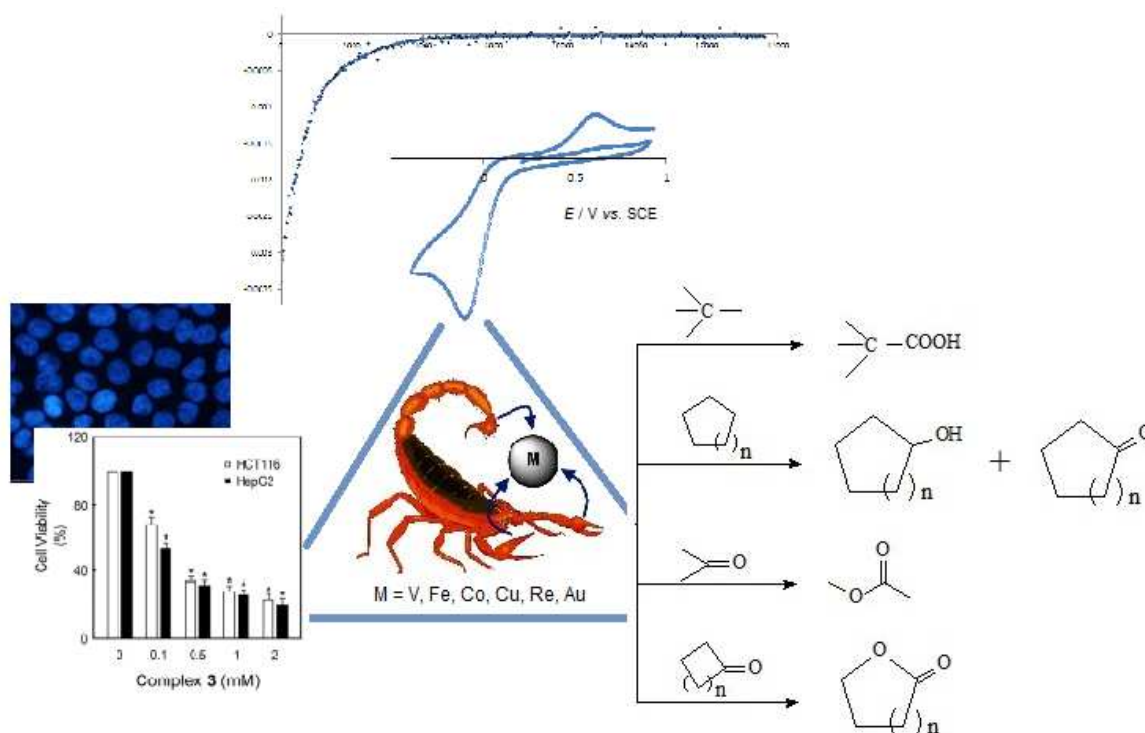 0
0
0.5
1
E / V vs. SCE
C
C
COOH
n
OH
n
+
O
n
O
O
O
n
O
O
O
n
M
M = V, Fe, Co, Cu, Re, Au
120
80
40
0
HCT116
HepG2
Cell Viability
(%)
* * * * * * * *
0 0.1 0.5 1 2
Complex 3 (mM)